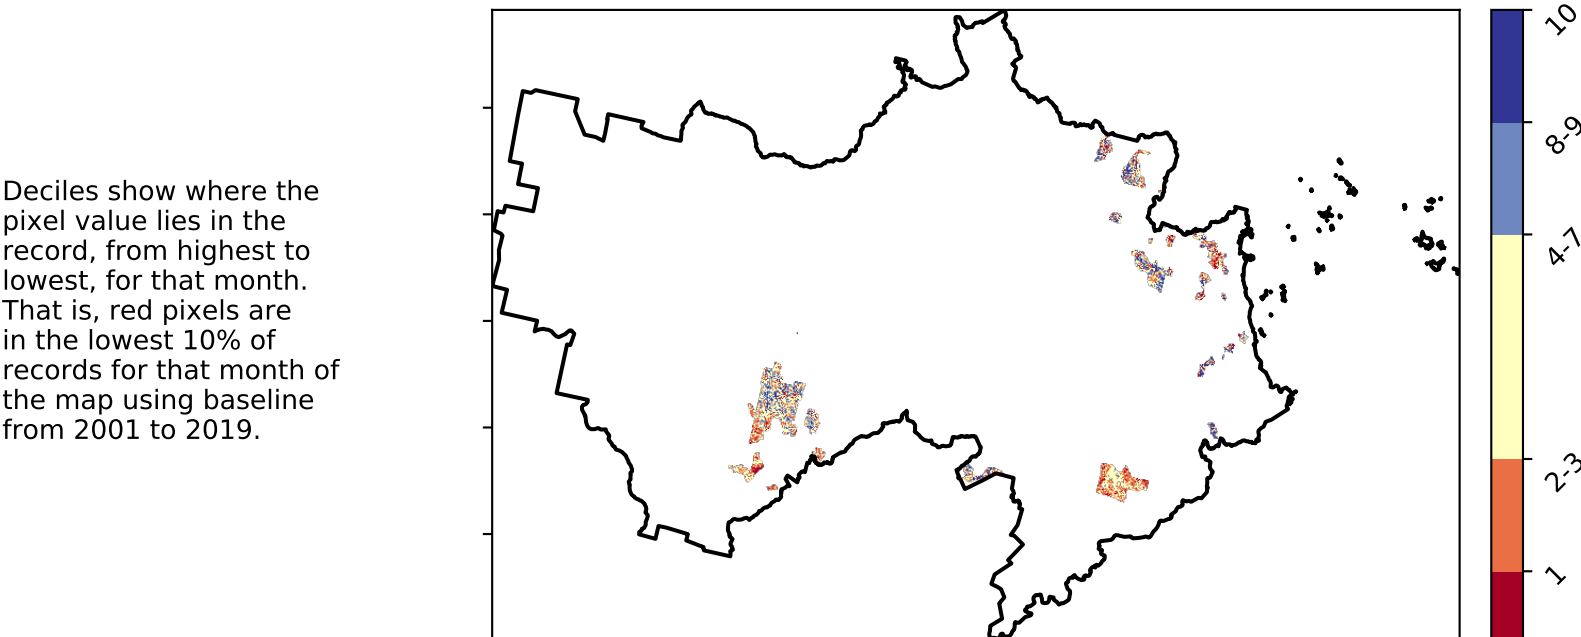 Deciles show where the
pixel value lies in the
record, from highest to
lowest, for that month.
That is, red pixels are
in the lowest 10% of
records for that month of
the map using baseline
from 2001 to 2019.
10
8-9
4-7
2-3
1